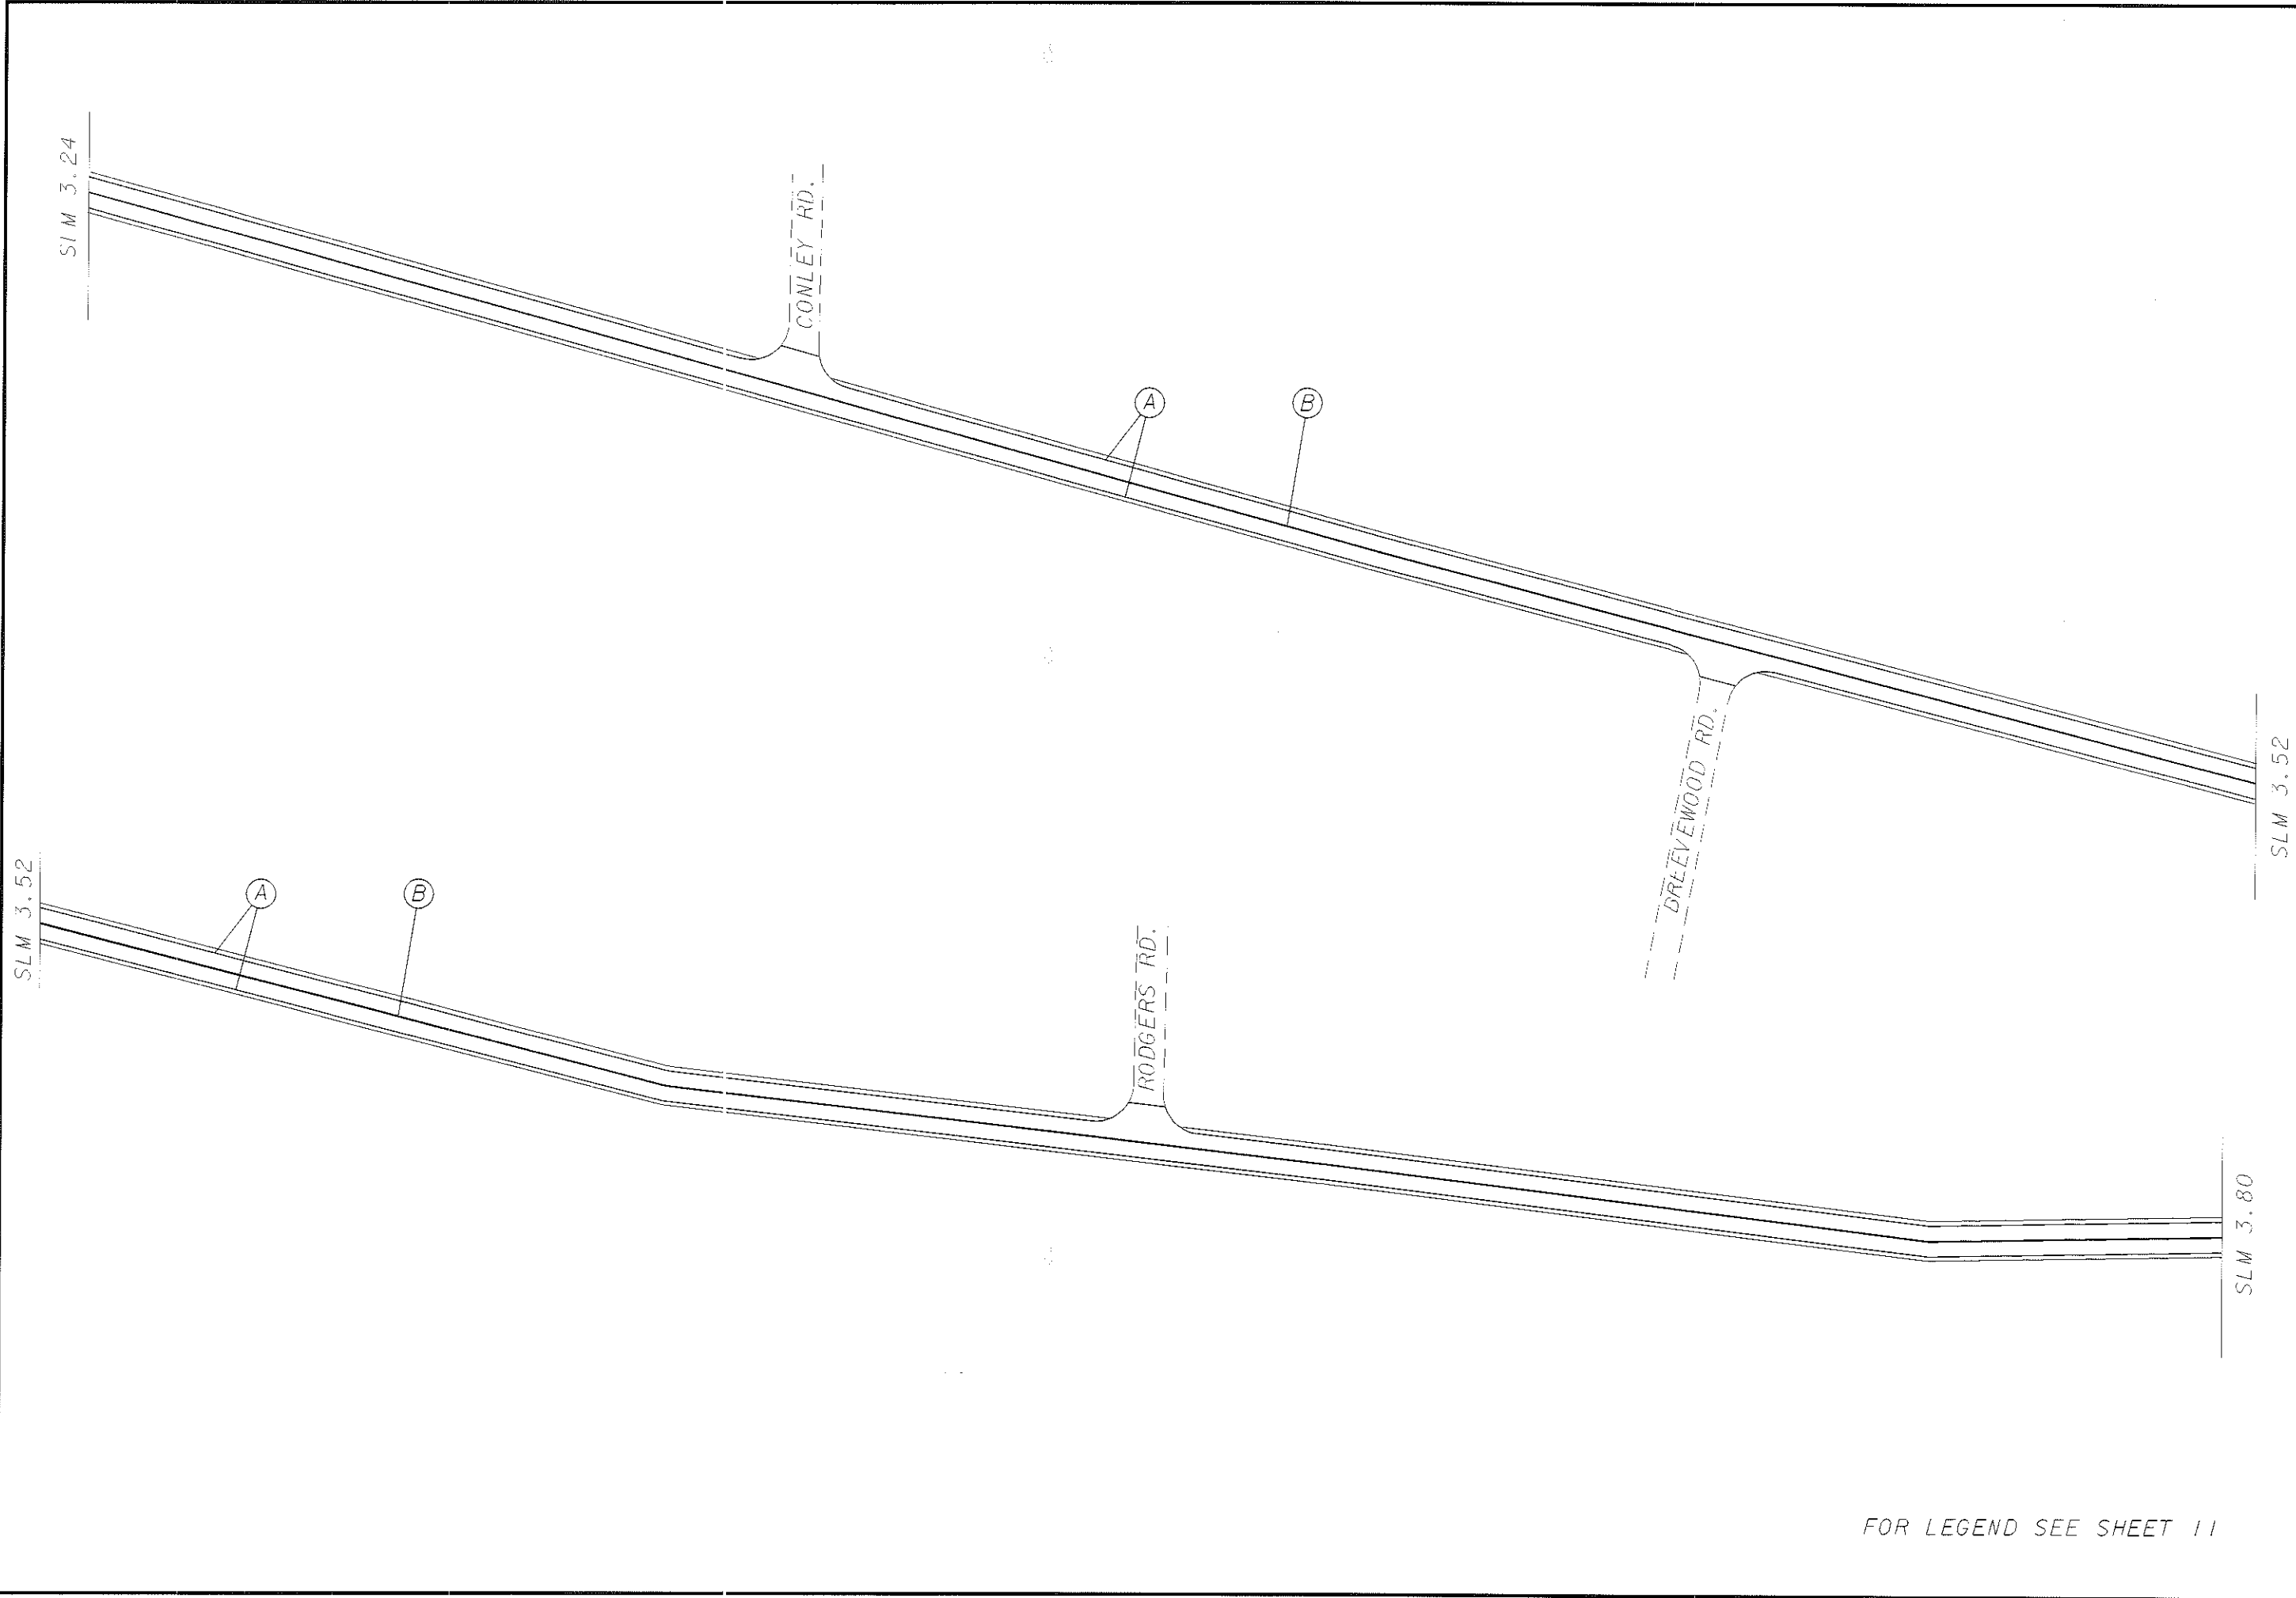 SLM 3.24
CONLEY RD.
A
B
BREEVEWOOD RD.
SLM 3.52
SLM 3.52
A
B
RODGERS RD.
SLM 3.80
FOR LEGEND SEE SHEET 11